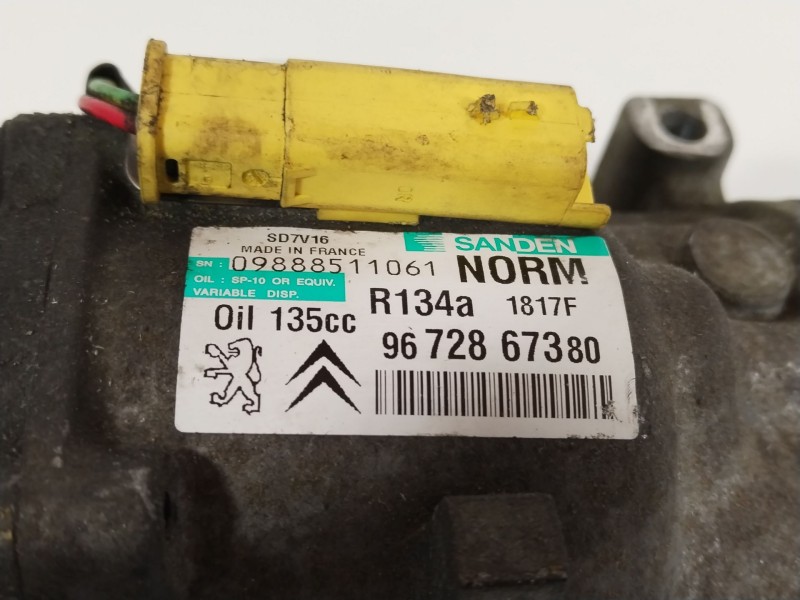 SD7V16
MADE IN FRANCE
SANDEN
SN : 09888511061
NORM
OIL : SP-10 OR EQUIV.
VARIABLE DISP.
R134a 1817F
Oil 135cc
96 728 673 80